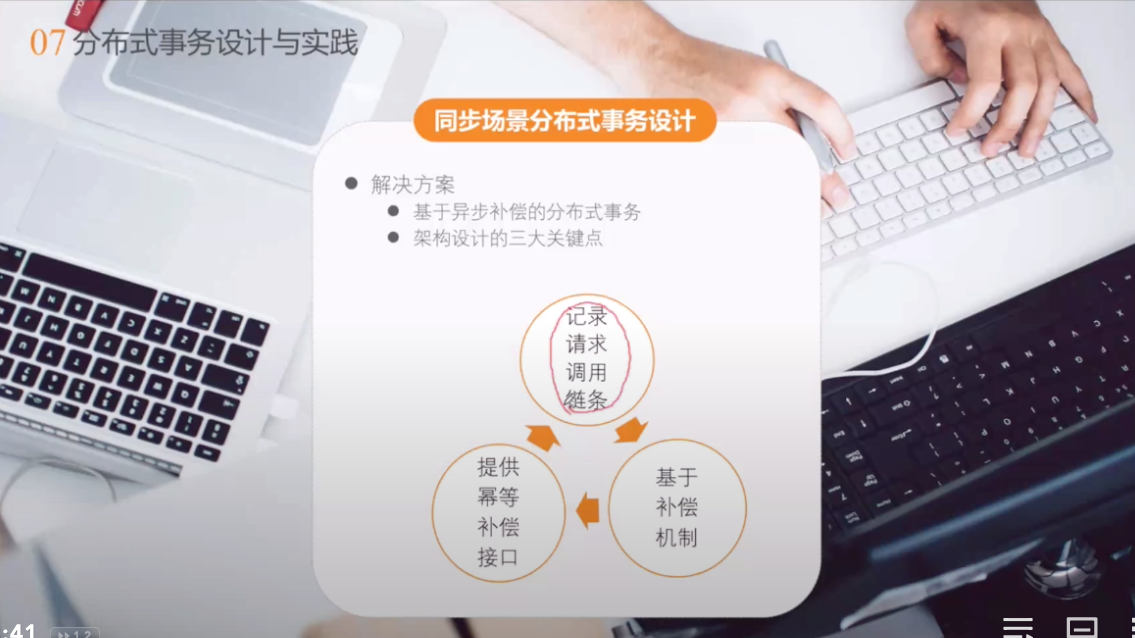 07 分布式事务设计与实践
同步场景分布式事务设计
解决方案
基于异步补偿的分布式事务
架构设计的三大关键点
记录
请求
调用
链条
提供
幂等
补偿
接口
基于
补偿
机制
:41